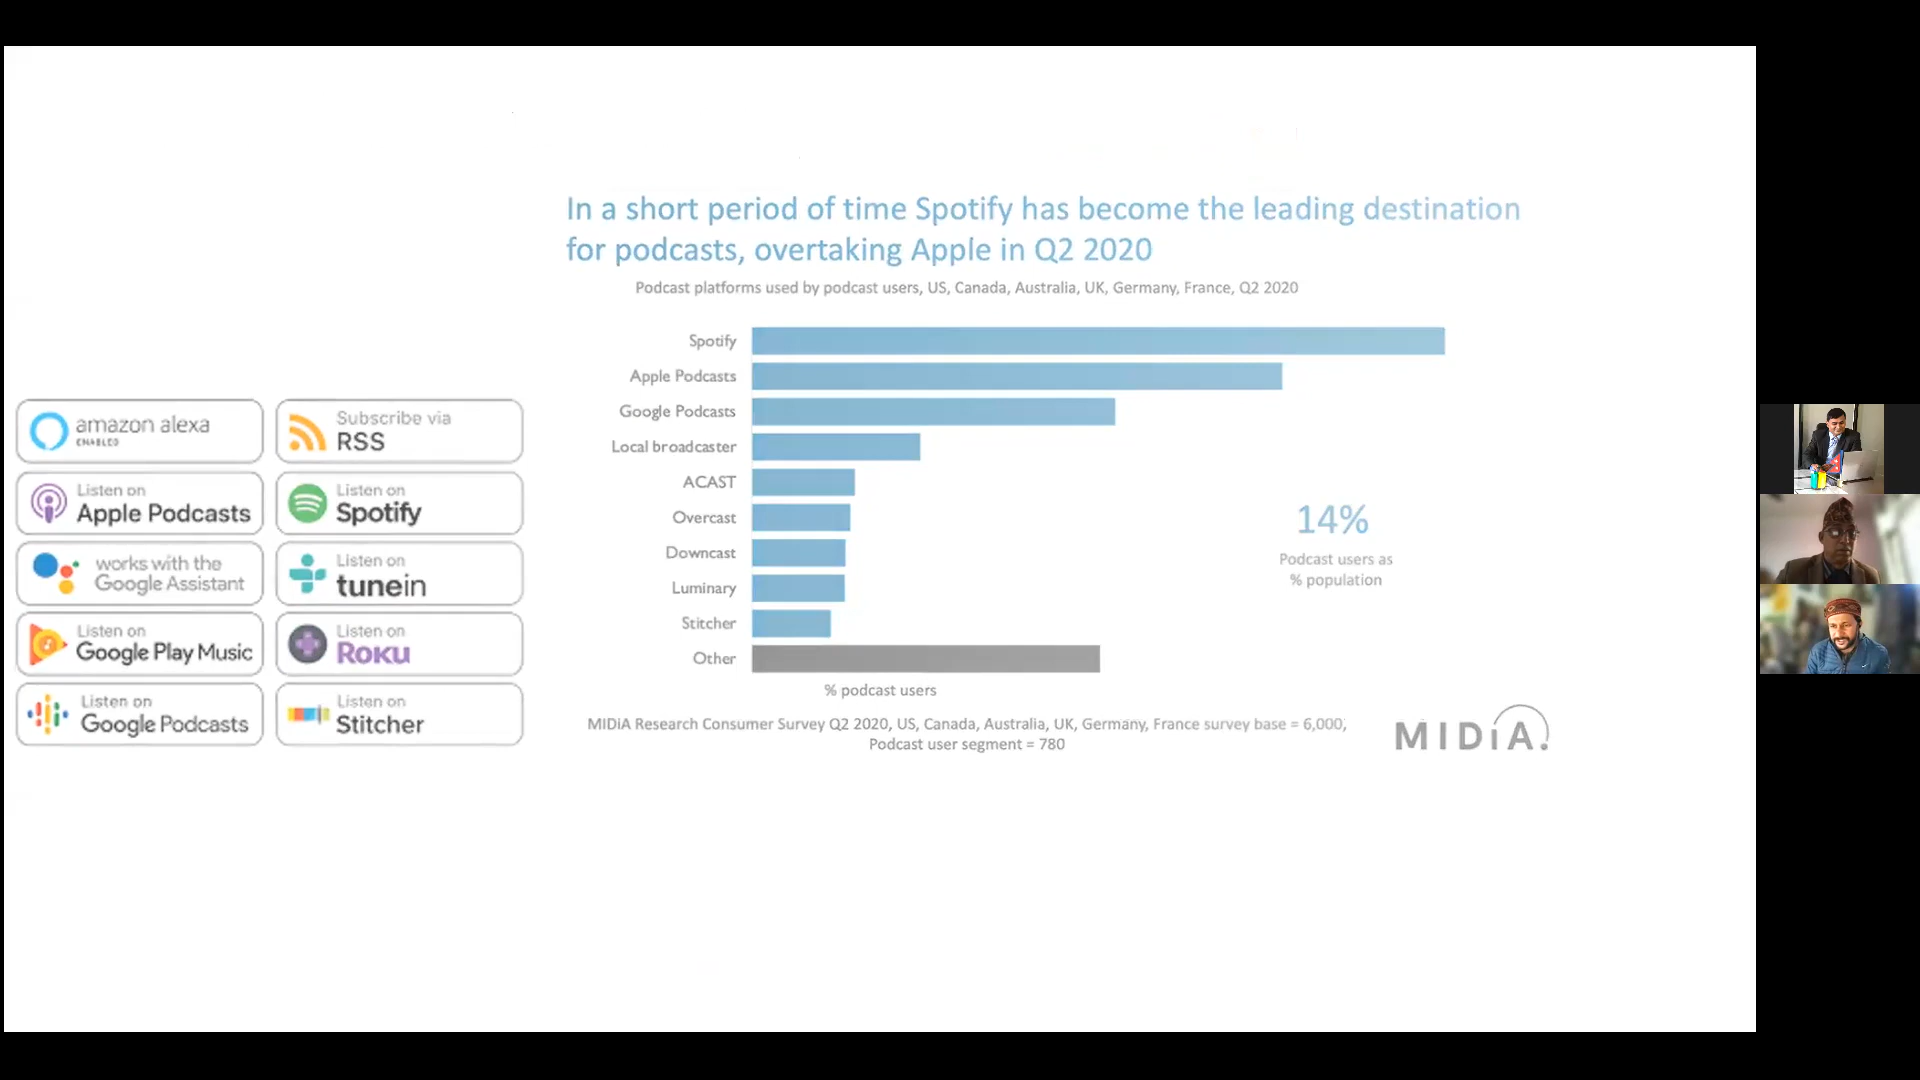 In a short period of time Spotify has become the leading destination
for podcasts, overtaking Apple in Q2 2020
Podcast platforms used by podcast users, US, Canada, Australia, UK, Germany, France, Q2 2020
Spotify
Apple Podcasts
Google Podcasts
Local broadcaster
ACAST
Overcast
Downcast
Luminary
Stitcher
Other
% podcast users
14%
Podcast users as
% population
MIDiA Research Consumer Survey Q2 2020, US, Canada, Australia, UK, Germany, France survey base = 6,000;
Podcast user segment = 780
MIDiA.
amazon alexa
ENABLED
Subscribe via
RSS
Listen on
Apple Podcasts
Listen on
Spotify
works with the
Google Assistant
Listen on
tunein
Listen on
Google Play Music
Listen on
Roku
Listen on
Google Podcasts
Listen on
Stitcher